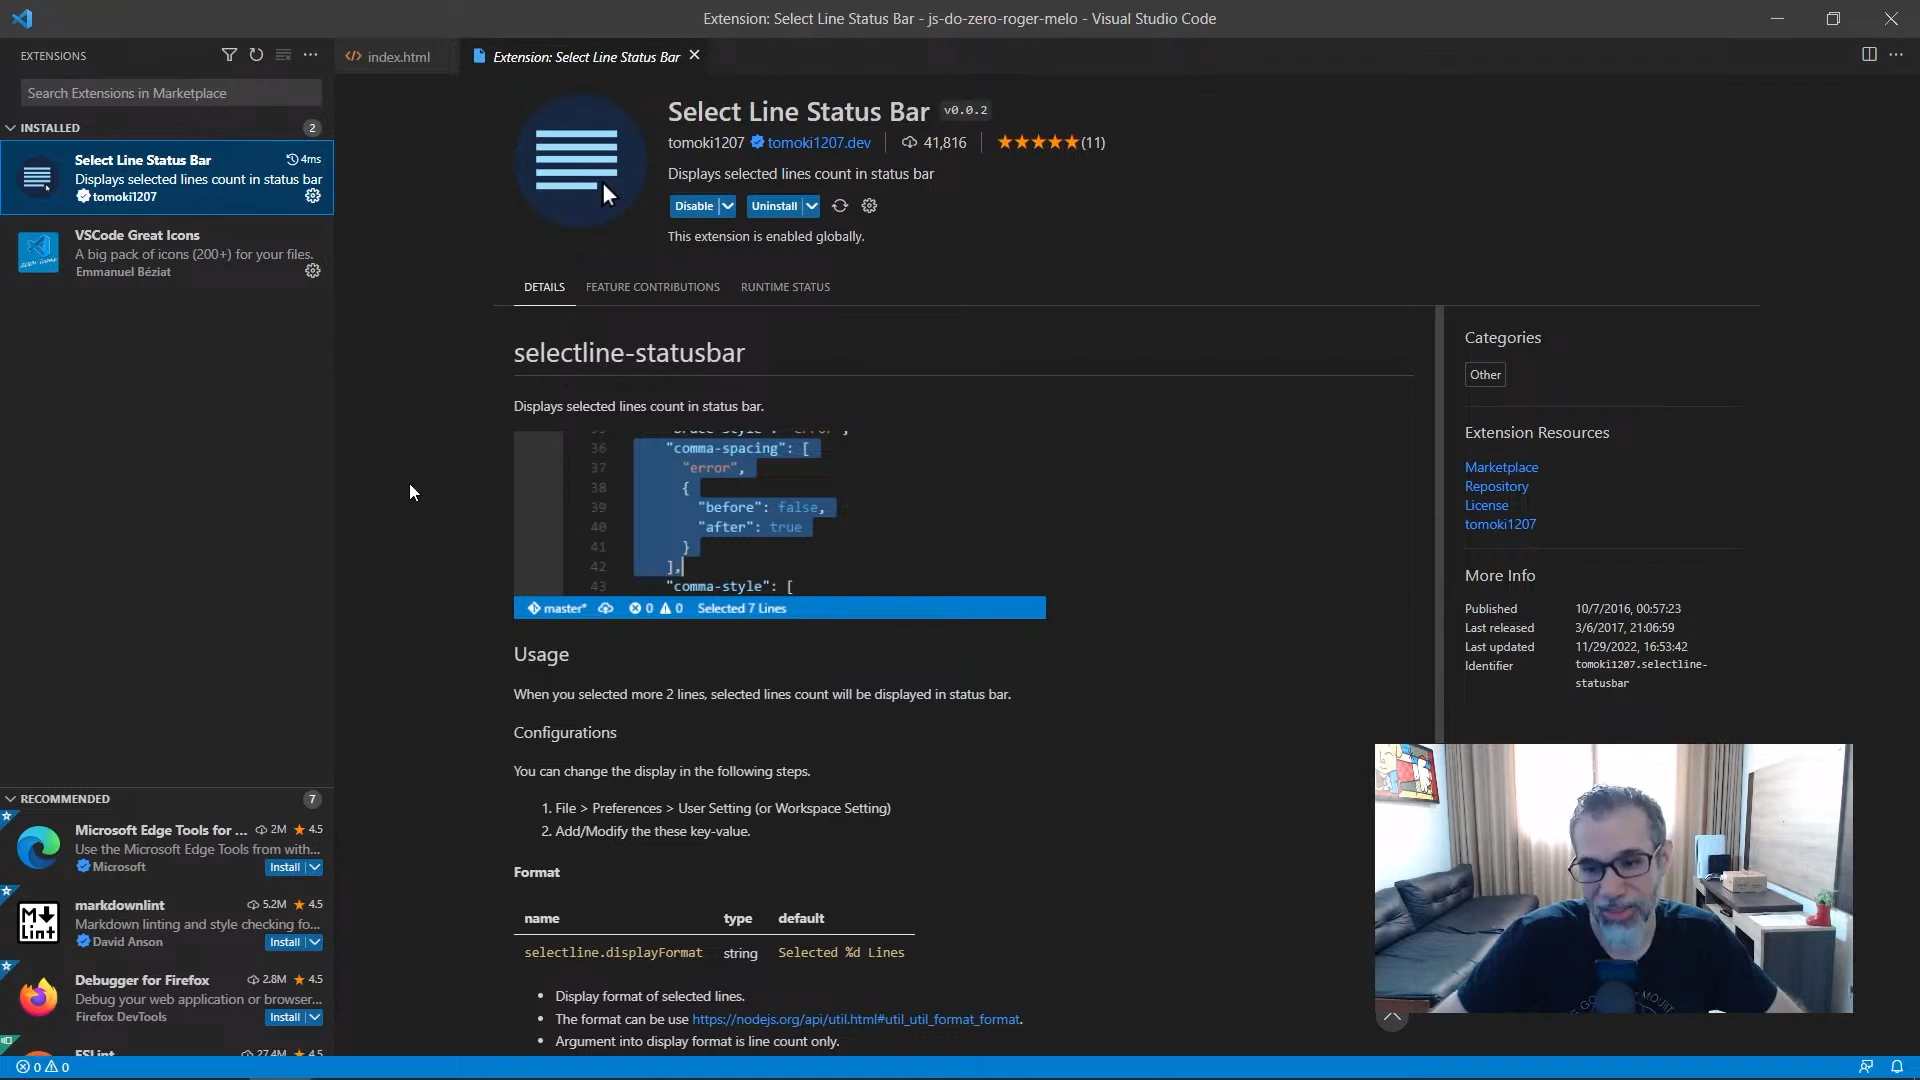 Extension: Select Line Status Bar - js-do-zero-roger-melo - Visual Studio Code
EXTENSIONS
index.html
Extension: Select Line Status Bar
Search Extensions in Marketplace
INSTALLED
2
Select Line Status Bar
4ms
Displays selected lines count in status bar
tomoki1207
VSCode Great Icons
A big pack of icons (200+) for your files.
Emmanuel Béziat
RECOMMENDED
7
Microsoft Edge Tools for ...
2M
4.5
Use the Microsoft Edge Tools from with...
Microsoft
Install
markdownlint
5.2M
4.5
Markdown linting and style checking fo...
David Anson
Install
Debugger for Firefox
2.8M
4.5
Debug your web application or browser...
Firefox DevTools
Install
ESLint
27.4M
4.5
Select Line Status Bar
v0.0.2
tomoki1207
tomoki1207.dev
41,816
(11)
Displays selected lines count in status bar
Disable
Uninstall
This extension is enabled globally.
DETAILS
FEATURE CONTRIBUTIONS
RUNTIME STATUS
selectline-statusbar
Displays selected lines count in status bar.
36 "comma-spacing": [
37 "error",
38 {
39 "before": false,
40 "after": true
41 }
42 ],
43 "comma-style": [
master* 0 0 Selected 7 Lines
Usage
When you selected more 2 lines, selected lines count will be displayed in status bar.
Configurations
You can change the display in the following steps.
1. File > Preferences > User Setting (or Workspace Setting)
2. Add/Modify the these key-value.
Format
name type default
selectline.displayFormat string Selected %d Lines
• Display format of selected lines.
• The format can be use https://nodejs.org/api/util.html#util_util_format_format.
• Argument into display format is line count only.
Categories
Other
Extension Resources
Marketplace
Repository
License
tomoki1207
More Info
Published 10/7/2016, 00:57:23
Last released 3/6/2017, 21:06:59
Last updated 11/29/2022, 16:53:42
Identifier tomoki1207.selectline-
statusbar
0 0